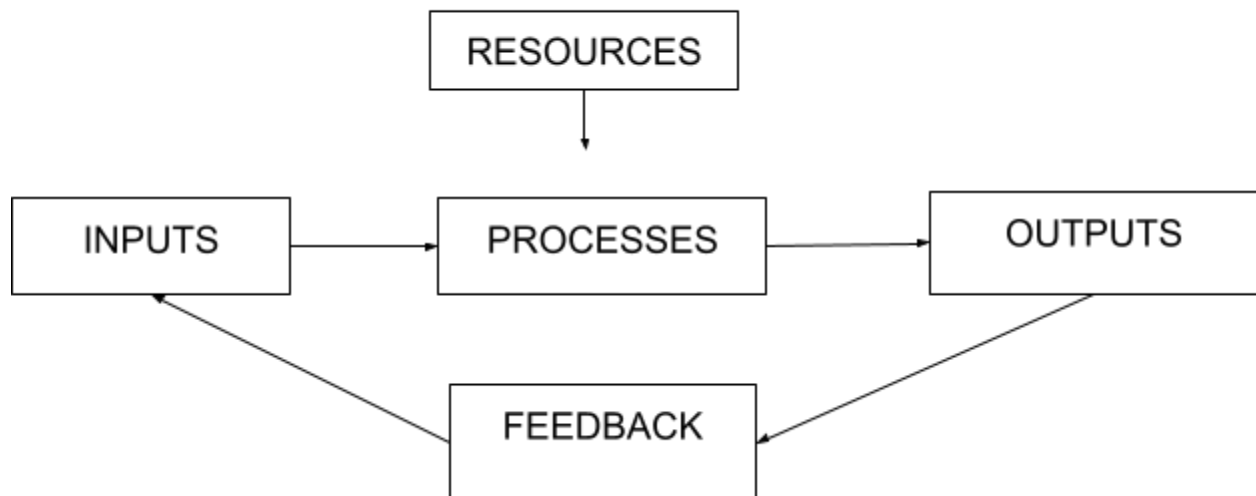 RESOURCES
INPUTS
PROCESSES
OUTPUTS
FEEDBACK